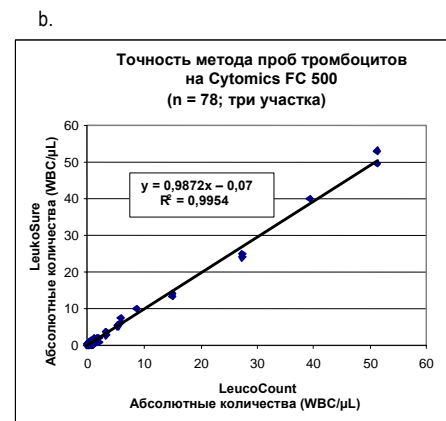 b.
Точность метода проб тромбоцитов
на Cytomics FC 500
(n = 78; три участка)
60
50
40
30
20
10
0
y = 0,9872x – 0,07
R² = 0,9954
LeukoSure
Абсолютные количества (WBC/µL)
0 10 20 30 40 50 60
LeucoCount
Абсолютные количества (WBC/µL)